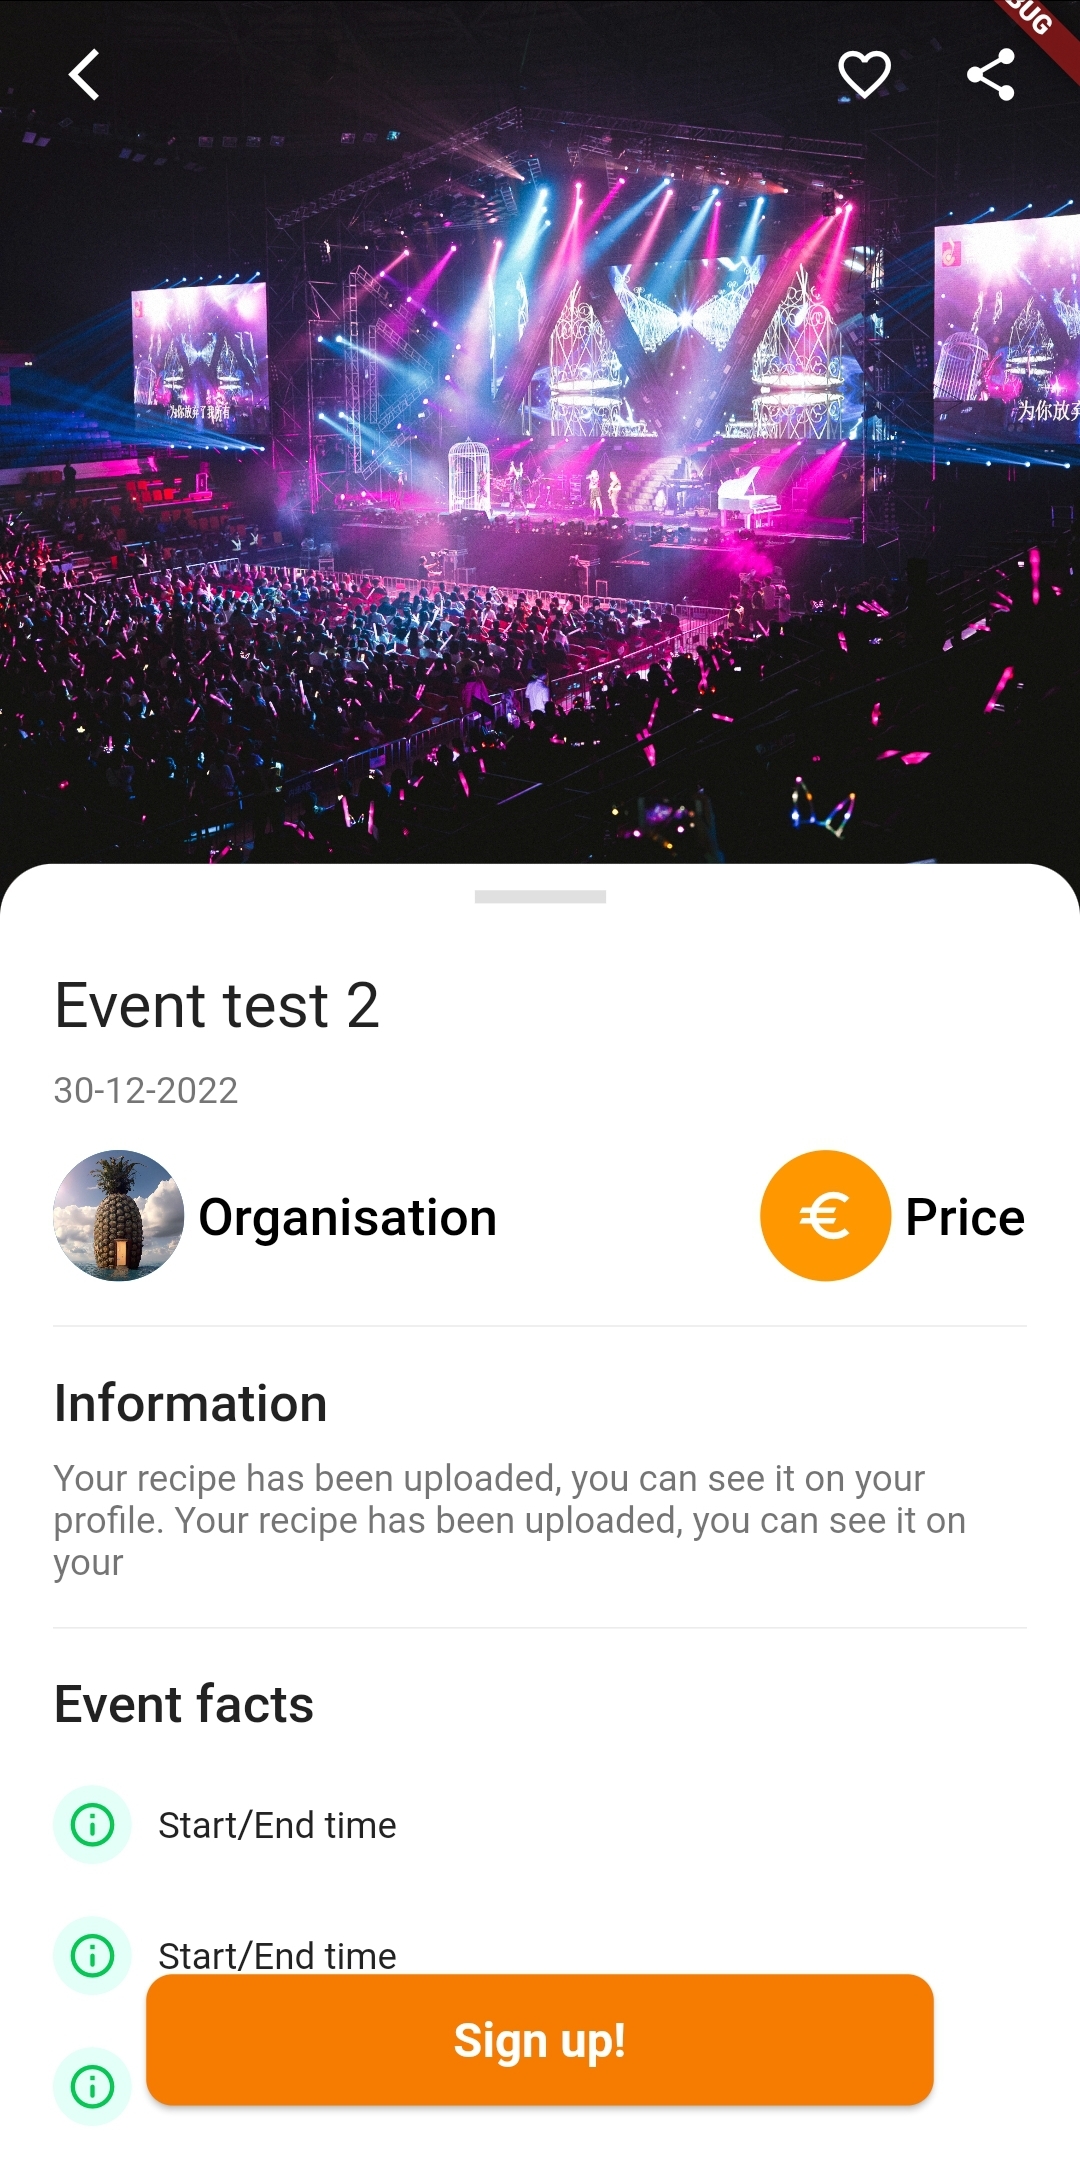 BUG
为你放弃了我所有
为你放弃
Event test 2
30-12-2022
Organisation
€ Price
Information
Your recipe has been uploaded, you can see it on your
profile. Your recipe has been uploaded, you can see it on
your
Event facts
Start/End time
Start/End time
Sign up!